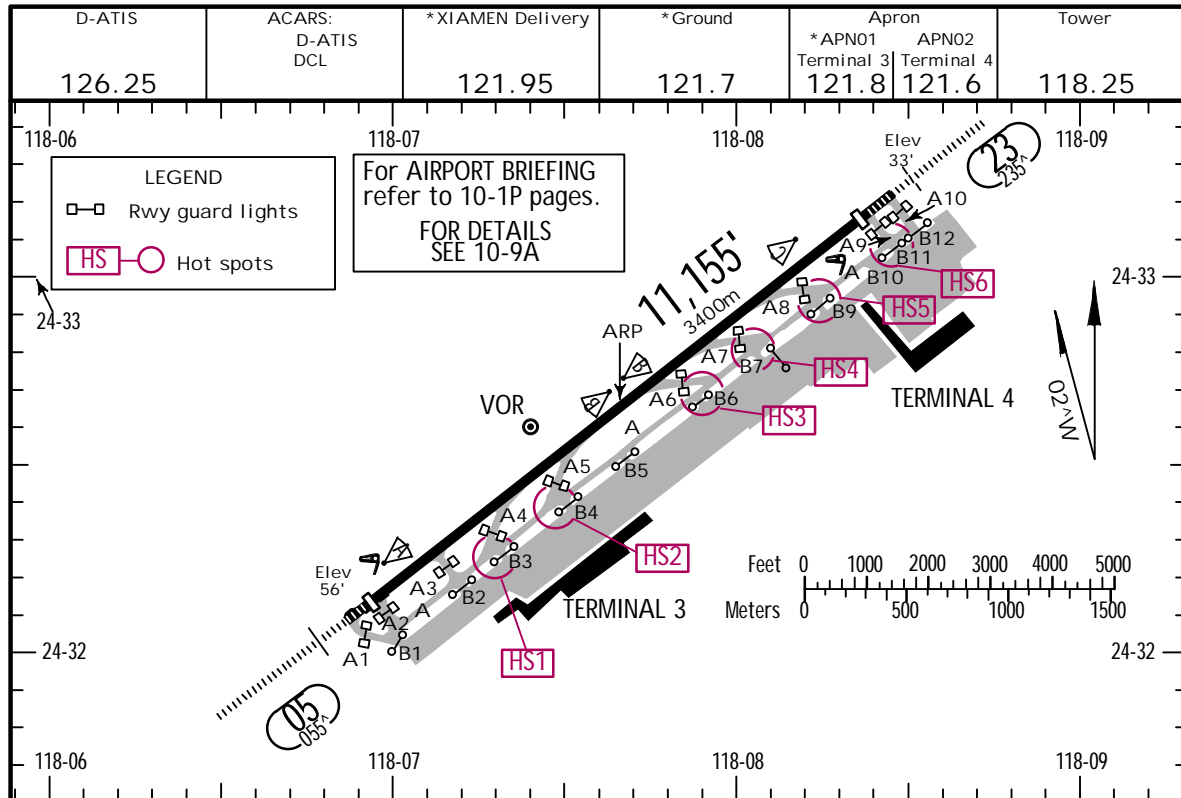 D-ATIS
126.25
ACARS:
D-ATIS
DCL
*XIAMEN Delivery
121.95
*Ground
121.7
Apron
*APN01
Terminal 3
121.8
APN02
Terminal 4
121.6
Tower
118.25
118-06
118-07
118-08
118-09
LEGEND
Rwy guard lights
HS
Hot spots
For AIRPORT BRIEFING
refer to 10-1P pages.
FOR DETAILS
SEE 10-9A
Elev
33'
23
235^
A10
A9
B12
B11
A
B10
HS6
24-33
24-33
C
11,155'
3400m
A8
B9
HS5
ARP
A7
B7
HS4
TERMINAL 4
02^W
B
B
A6
B6
HS3
VOR
A
B5
A5
B4
HS2
A4
B3
A
A3
B2
Elev
56'
A
A2
A1
B1
HS1
TERMINAL 3
Feet 0 1000 2000 3000 4000 5000
Meters 0 500 1000 1500
24-32
24-32
05
055^
118-06
118-07
118-08
118-09